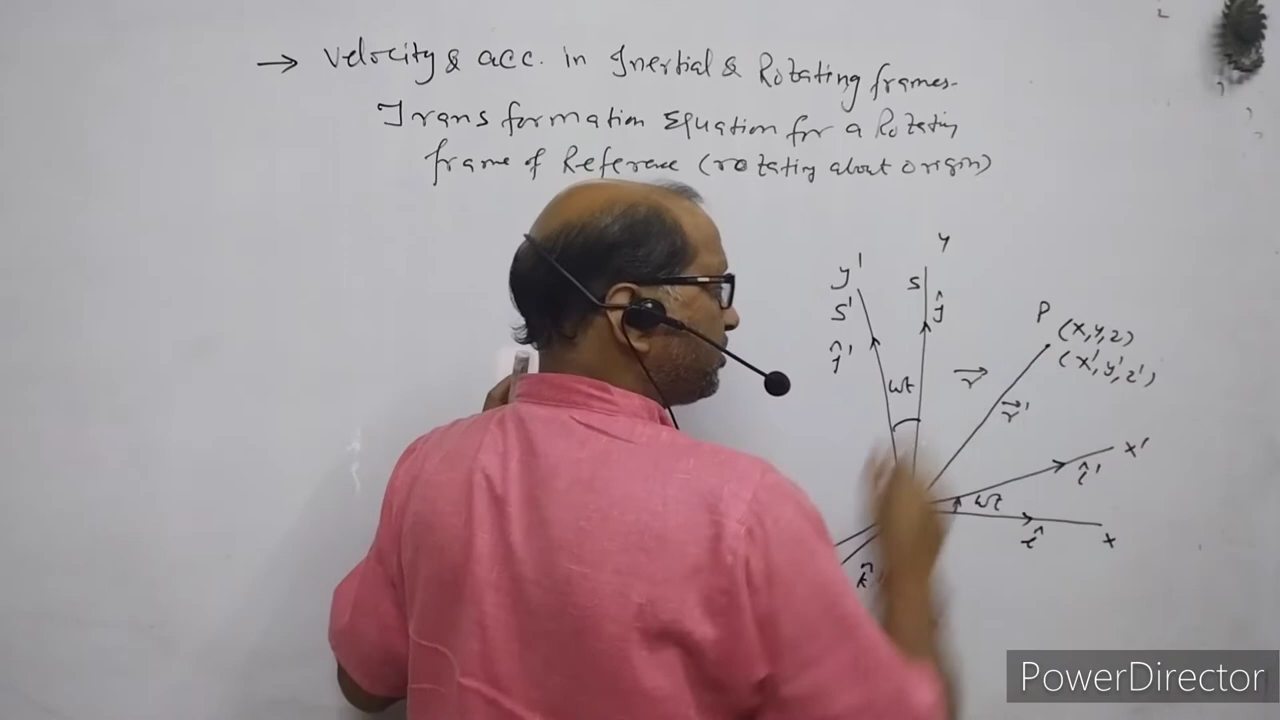 → Velocity & acc. in Inertial & Rotating frames.
Transformation Equation for a Rotating
frame of Reference (rotating about origin)
y
y'
S
S'
ĵ
ĵ'
P (x,y,z)
(x',y',z')
r⃗
ωt
r⃗'
x'
î'
ωt
î
x
k̂'
PowerDirector